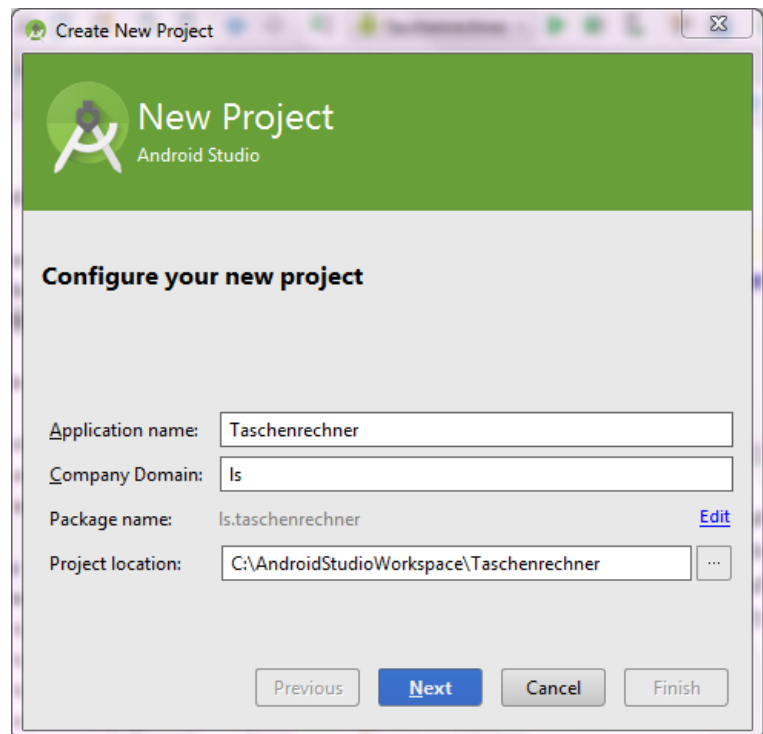 Create New Project
New Project
Android Studio
Configure your new project
Application name: Taschenrechner
Company Domain: ls
Package name: ls.taschenrechner Edit
Project location: C:\AndroidStudioWorkspace\Taschenrechner ...
Previous Next Cancel Finish